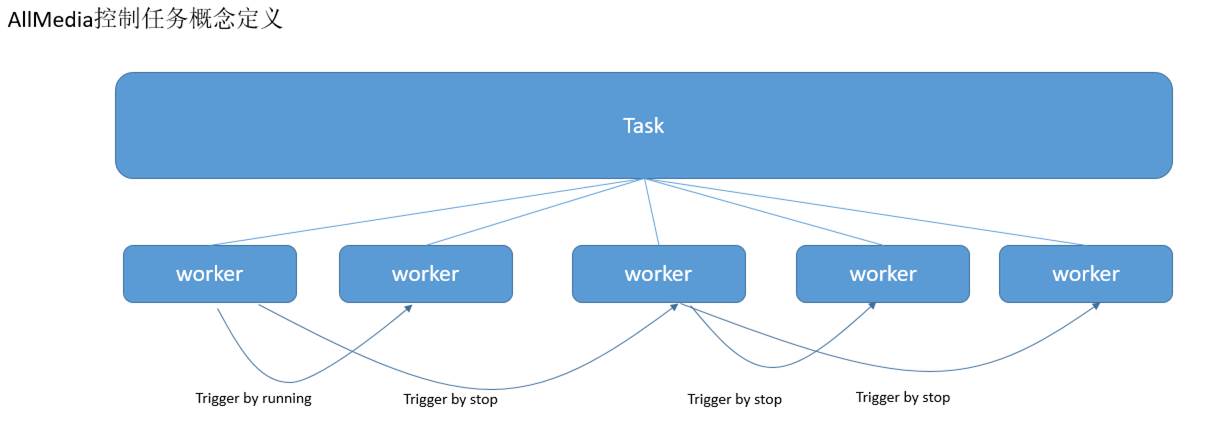 AllMedia控制任务概念定义
Task
worker
worker
worker
worker
worker
Trigger by running
Trigger by stop
Trigger by stop
Trigger by stop